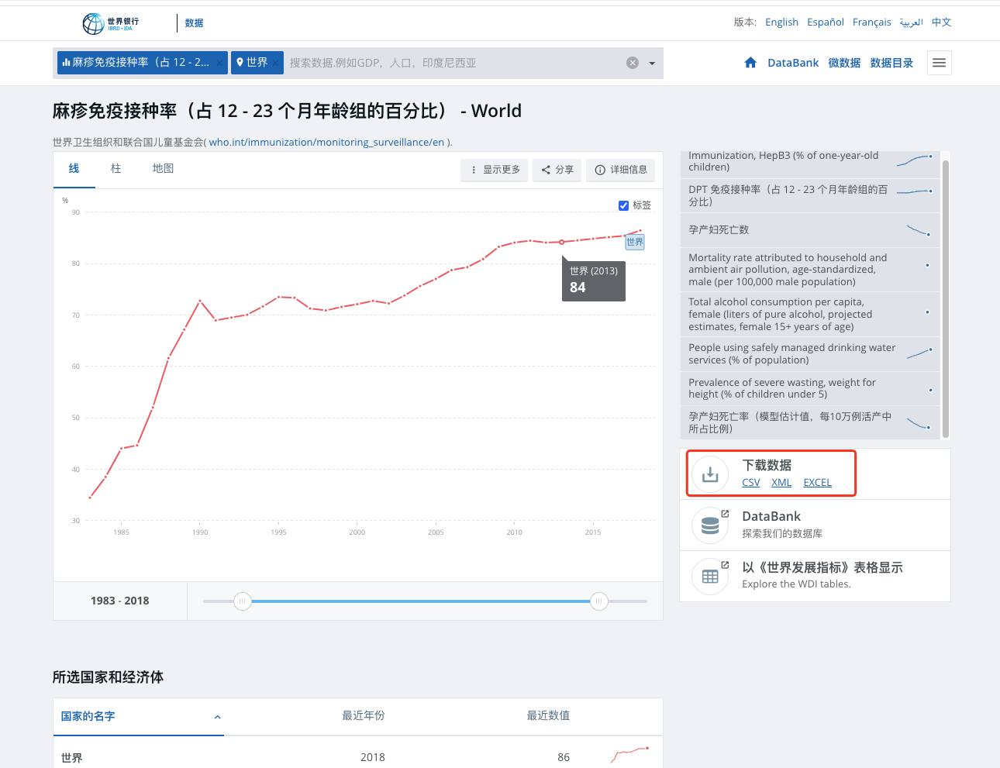 世界银行
IBRD • IDA
数据
版本: English Español Français العربية 中文
麻疹免疫接种率（占 12 - 2... × 世界 × 搜索数据.例如GDP，人口，印度尼西亚
DataBank 微数据 数据目录
麻疹免疫接种率（占 12 - 23 个月年龄组的百分比） - World
世界卫生组织和联合国儿童基金会( who.int/immunization/monitoring_surveillance/en ).
线 柱 地图 显示更多 分享 详细信息
%
标签
90
80
70
60
50
40
30
世界
世界 (2013)
84
1985 1990 1995 2000 2005 2010 2015
1983 - 2018
Immunization, HepB3 (% of one-year-old
children)
DPT 免疫接种率（占 12 - 23 个月年龄组的百
分比）
孕产妇死亡数
Mortality rate attributed to household and
ambient air pollution, age-standardized,
male (per 100,000 male population)
Total alcohol consumption per capita,
female (liters of pure alcohol, projected
estimates, female 15+ years of age)
People using safely managed drinking water
services (% of population)
Prevalence of severe wasting, weight for
height (% of children under 5)
孕产妇死亡率（模型估计值，每10万例活产中
所占比例）
下载数据
CSV XML EXCEL
DataBank
探索我们的数据库
以《世界发展指标》表格显示
Explore the WDI tables.
所选国家和经济体
国家的名字 最近年份 最近数值
世界 2018 86